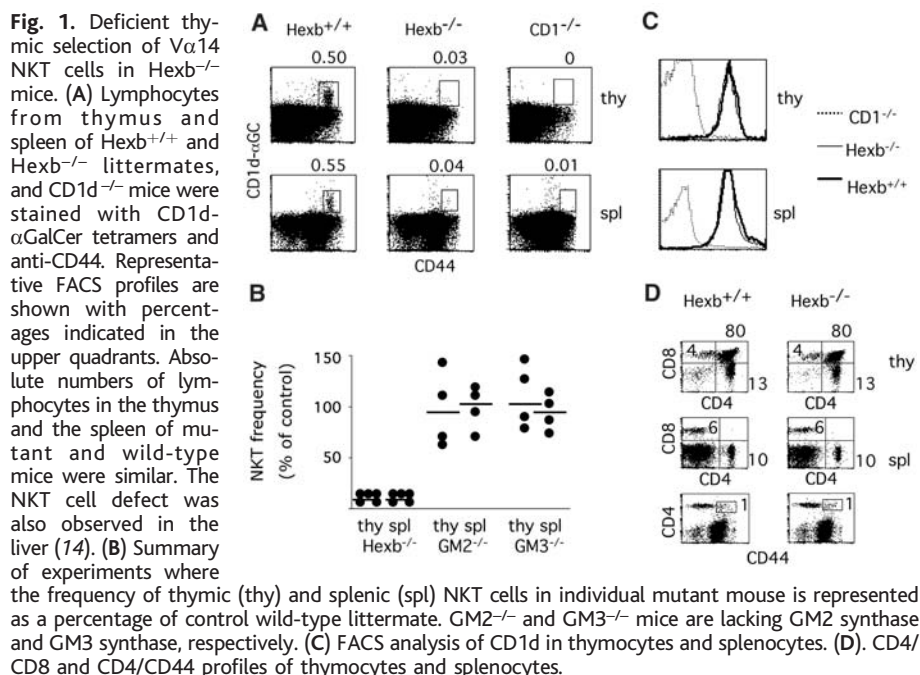 Fig. 1. Deficient thy-
mic selection of Vα14
NKT cells in Hexb−/−
mice. (A) Lymphocytes
from thymus and
spleen of Hexb+/+ and
Hexb−/− littermates,
and CD1d −/− mice were
stained with CD1d-
αGalCer tetramers and
anti-CD44. Representa-
tive FACS profiles are
shown with percent-
ages indicated in the
upper quadrants. Abso-
lute numbers of lym-
phocytes in the thymus
and the spleen of mu-
tant and wild-type
mice were similar. The
NKT cell defect was
also observed in the
liver (14). (B) Summary
of experiments where
the frequency of thymic (thy) and splenic (spl) NKT cells in individual mutant mouse is represented
as a percentage of control wild-type littermate. GM2−/− and GM3−/− mice are lacking GM2 synthase
and GM3 synthase, respectively. (C) FACS analysis of CD1d in thymocytes and splenocytes. (D). CD4/
CD8 and CD4/CD44 profiles of thymocytes and splenocytes.
A
Hexb+/+ Hexb−/− CD1−/−
0.50 0.03 0
thy
0.55 0.04 0.01
spl
CD1d-αGC
CD44
B
NKT frequency
(% of control)
150
100
50
thy spl thy spl thy spl
Hexb−/− GM2−/− GM3−/−
C
thy
spl
CD1−/−
Hexb−/−
Hexb+/+
D
Hexb+/+ Hexb−/−
80 80
CD8 4 13 4 13 thy
CD4 CD4
CD8 6 10 6 10 spl
CD4 CD4
CD4 1 1
CD44